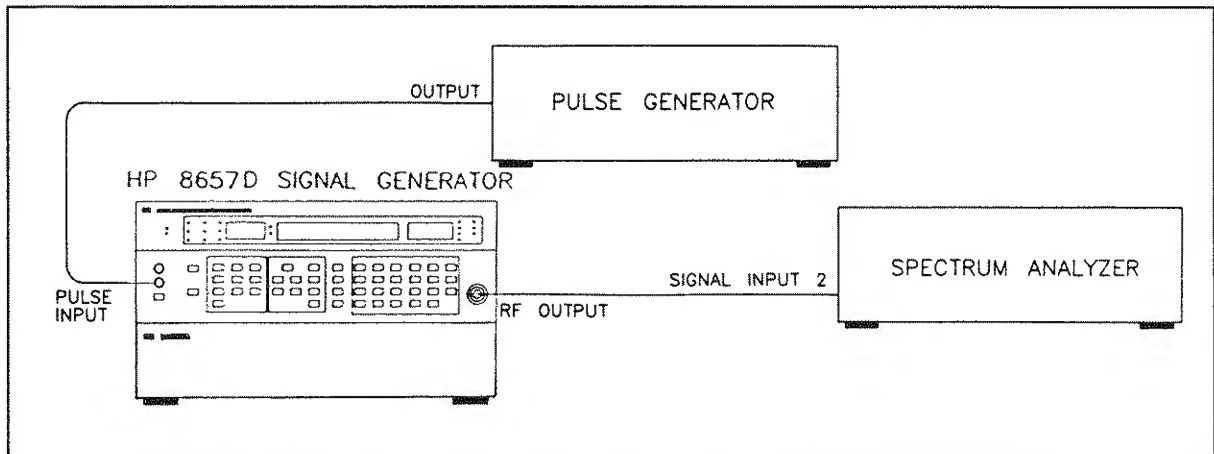 OUTPUT
PULSE GENERATOR
HP 8657D SIGNAL GENERATOR
SPECTRUM ANALYZER
SIGNAL INPUT 2
PULSE
INPUT
RF OUTPUT